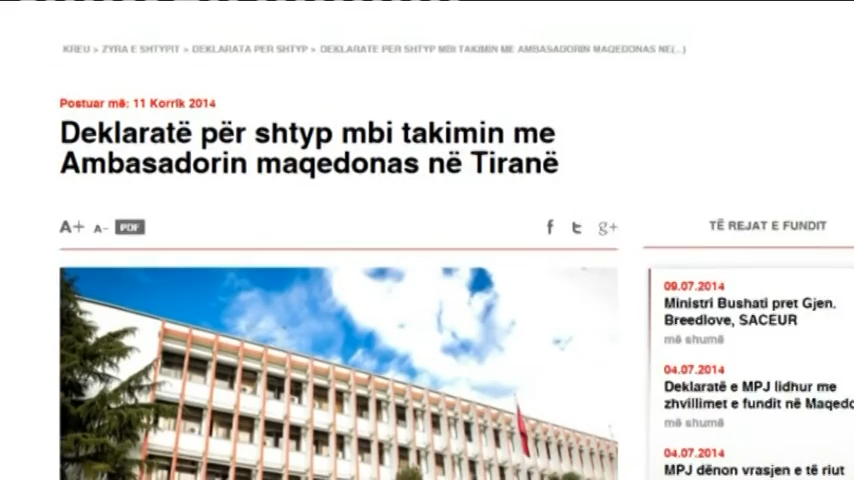 KREU > ZYRA E SHTYPIT > DEKLARATA PER SHTYP > DEKLARATE PER SHTYP MBI TAKIMIN ME AMBASADORIN MAQEDONAS NE(...)
Postuar më: 11 Korrik 2014
Deklaratë për shtyp mbi takimin me
Ambasadorin maqedonas në Tiranë
A+ A- PDF
f t g+
TË REJAT E FUNDIT
09.07.2014
Ministri Bushati pret Gjen.
Breedlove, SACEUR
më shumë
04.07.2014
Deklaratë e MPJ lidhur me
zhvillimet e fundit në Maqedo
më shumë
04.07.2014
MPJ dënon vrasjen e të riut